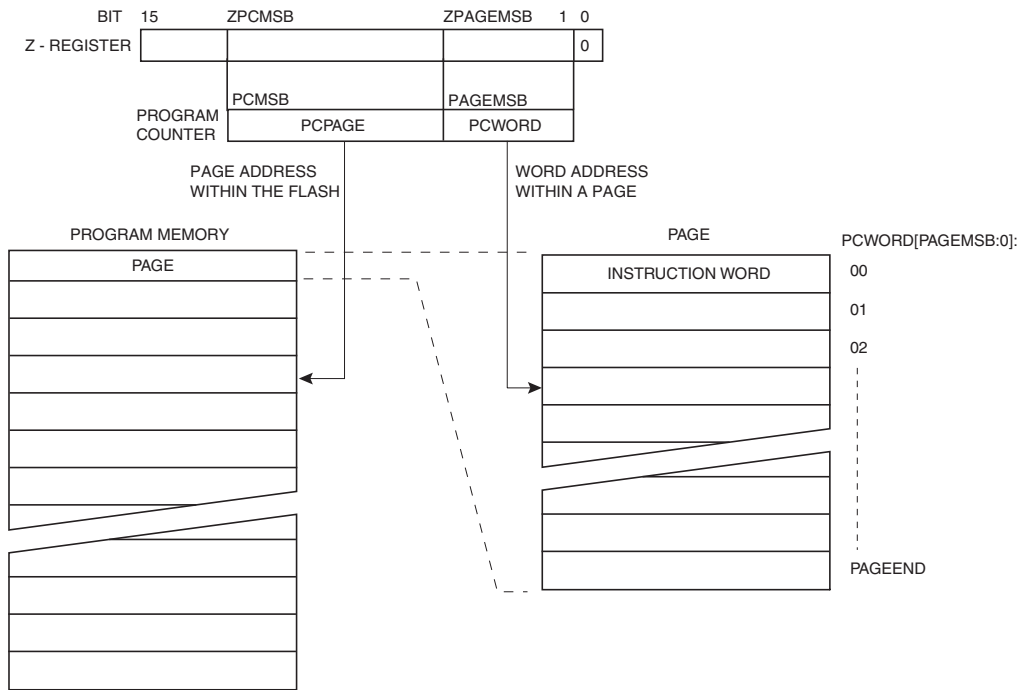 BIT 15 ZPCMSB ZPAGEMSB 1 0
Z - REGISTER 0
PCMSB PAGEMSB
PROGRAM
COUNTER
PCPAGE PCWORD
PAGE ADDRESS
WITHIN THE FLASH
WORD ADDRESS
WITHIN A PAGE
PROGRAM MEMORY
PAGE
PAGE
PCWORD[PAGEMSB:0]:
INSTRUCTION WORD
00
01
02
PAGEEND